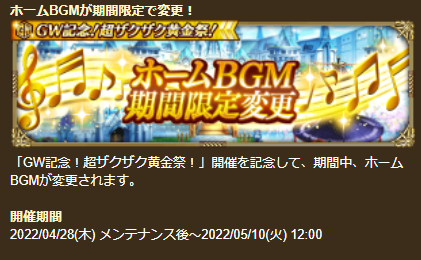 ホームBGMが期間限定で変更！
GW記念！超ザクザク黄金祭！
ホームBGM
期間限定変更
「GW記念！超ザクザク黄金祭！」開催を記念して、期間中、ホーム
BGMが変更されます。
開催期間
2022/04/28(木) メンテナンス後～2022/05/10(火) 12:00